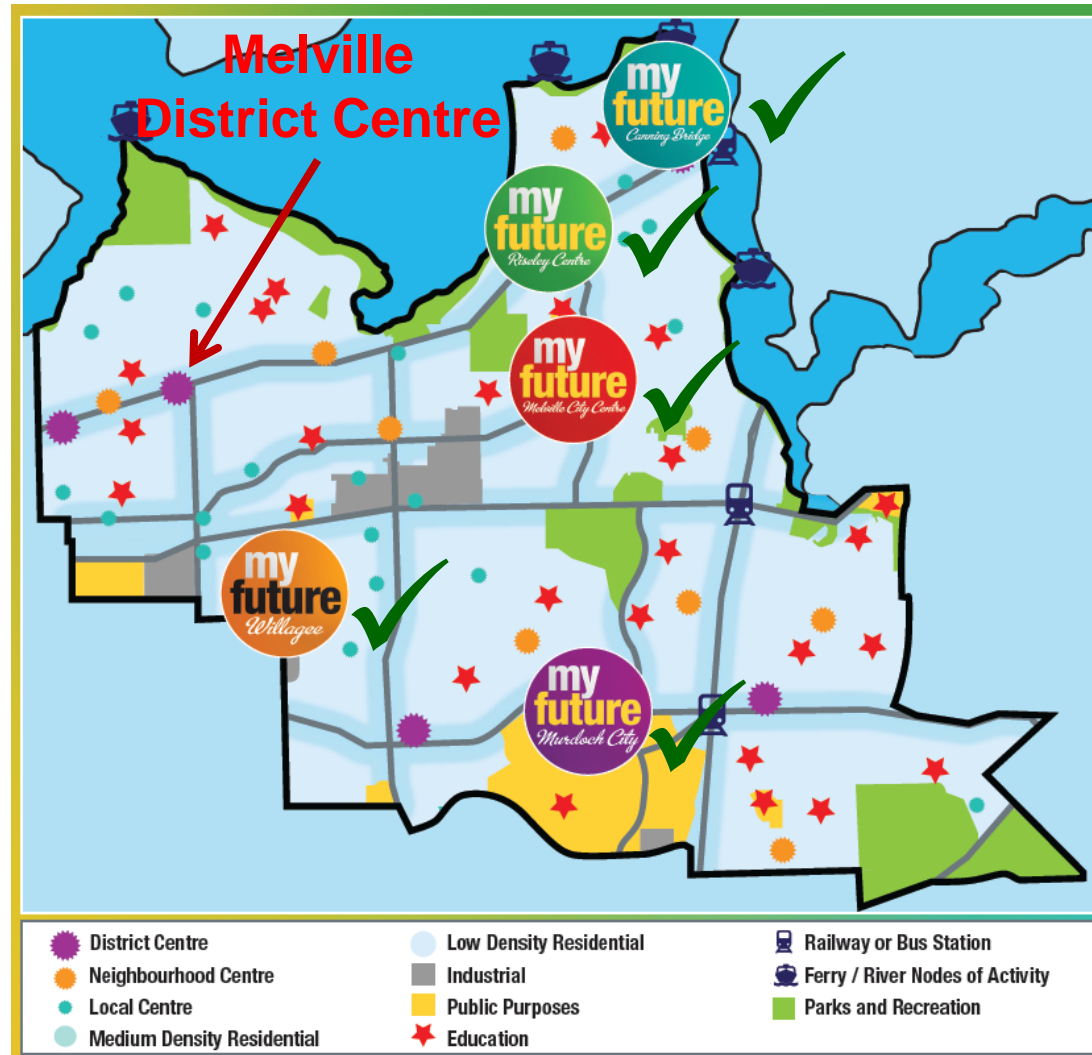 Melville
District Centre
my
future
Canning Bridge
my
future
Riseley Centre
my
future
Melville City Centre
my
future
Willagee
my
future
Murdoch City
District Centre
Neighbourhood Centre
Local Centre
Medium Density Residential
Low Density Residential
Industrial
Public Purposes
Education
Railway or Bus Station
Ferry / River Nodes of Activity
Parks and Recreation